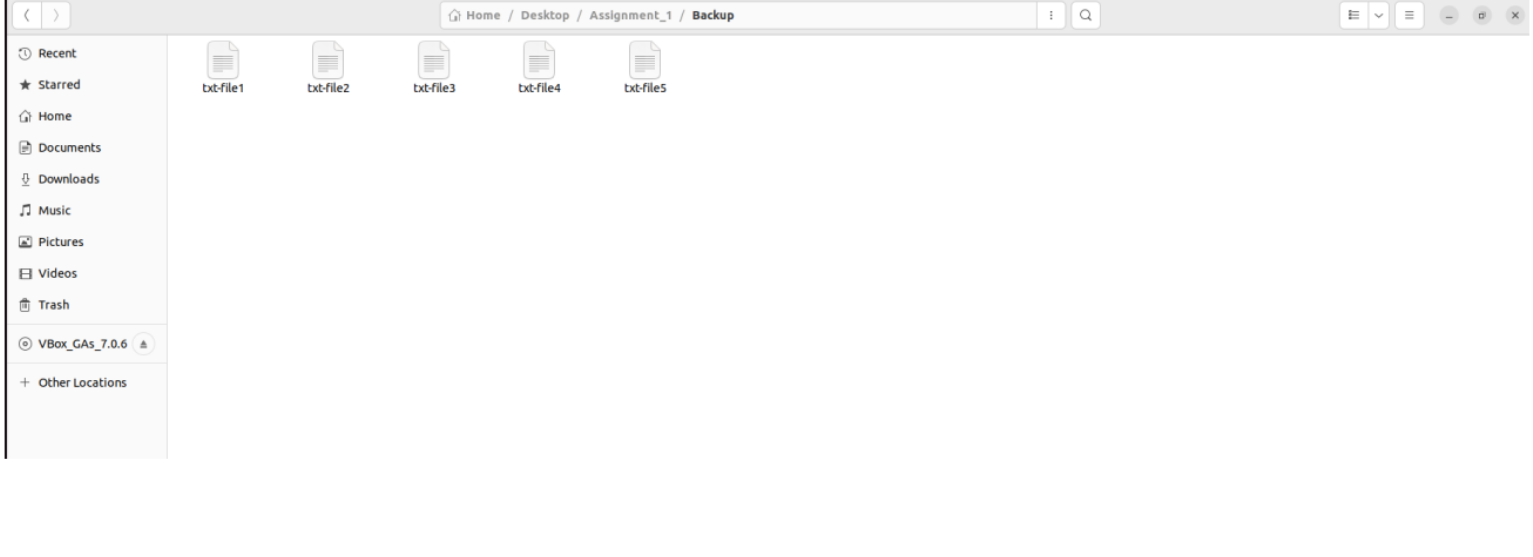 Home / Desktop / Assignment_1 / Backup
Recent
Starred
Home
Documents
Downloads
Music
Pictures
Videos
Trash
VBox_GAs_7.0.6
+ Other Locations
txt-file1 txt-file2 txt-file3 txt-file4 txt-file5